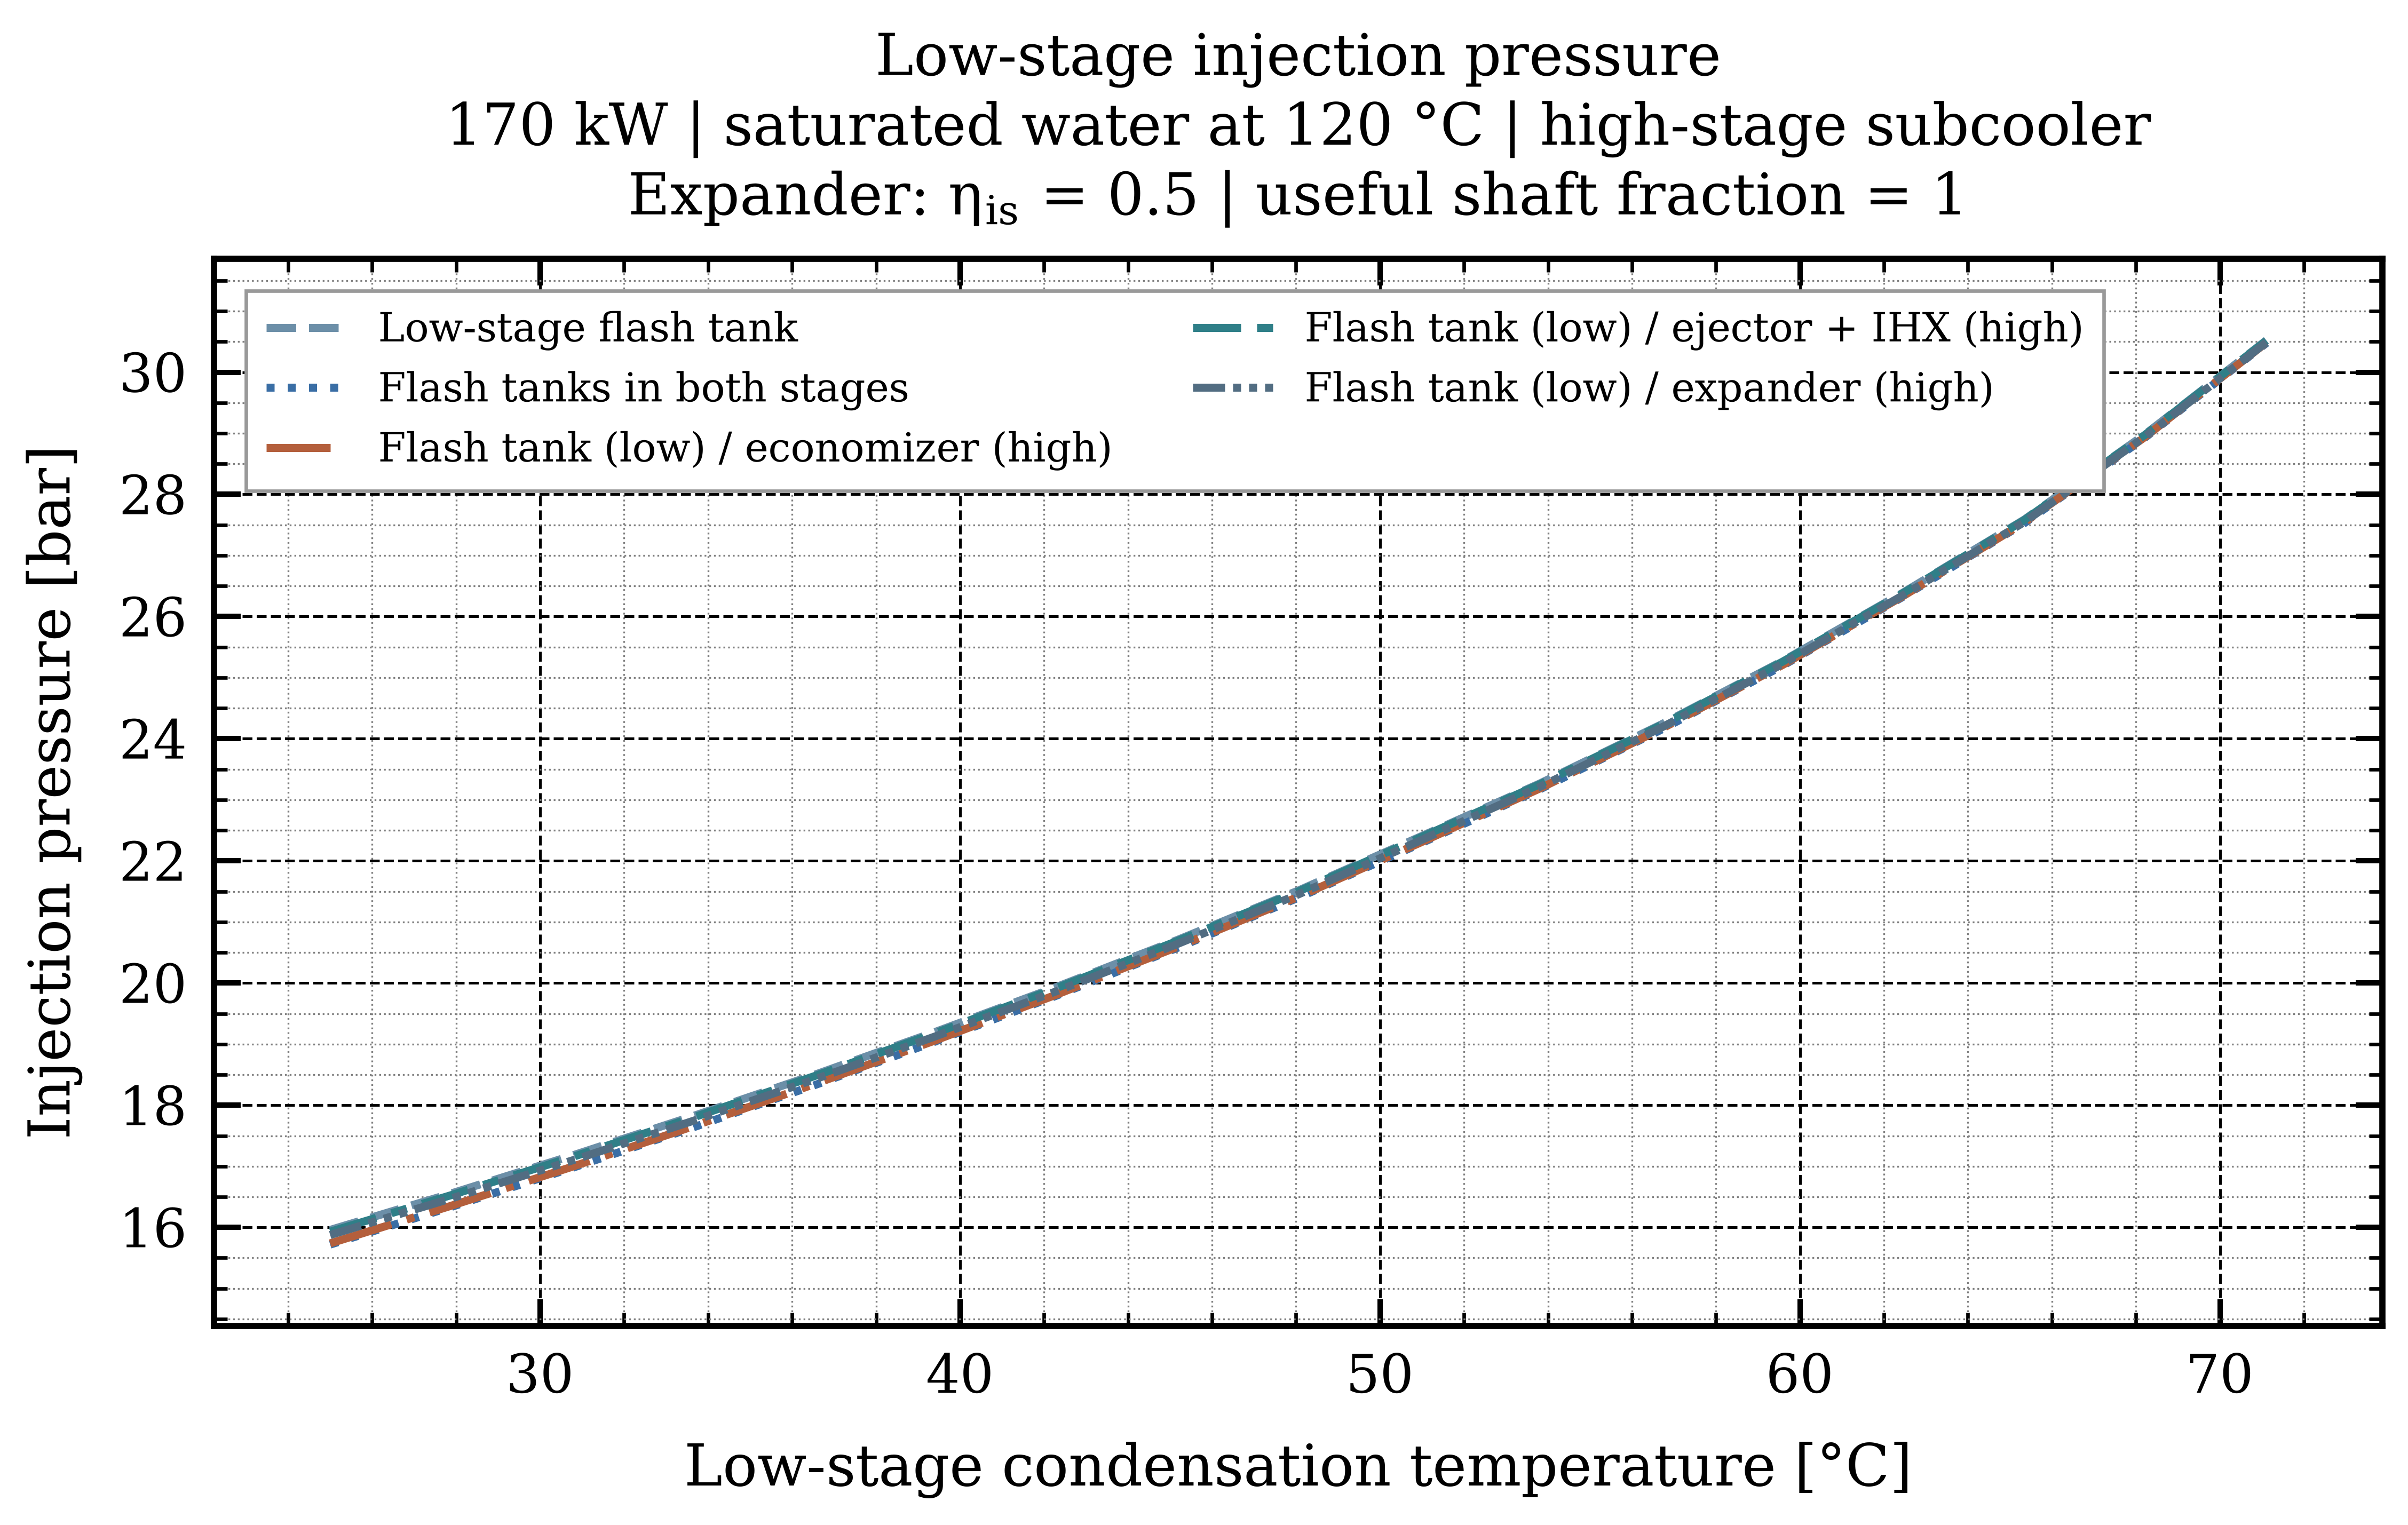 Low-stage injection pressure
170 kW | saturated water at 120 °C | high-stage subcooler
Expander: ηis = 0.5 | useful shaft fraction = 1
Low-stage flash tank
Flash tanks in both stages
Flash tank (low) / economizer (high)
Flash tank (low) / ejector + IHX (high)
Flash tank (low) / expander (high)
Injection pressure [bar]
30
28
26
24
22
20
18
16
30 40 50 60 70
Low-stage condensation temperature [°C]